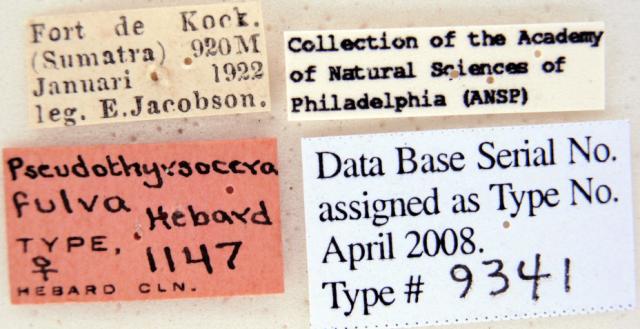 Fort de Kock.
(Sumatra) 920M
Januari 1922
leg. E.Jacobson.
Collection of the Academy
of Natural Sciences of
Philadelphia (ANSP)
Pseudothyrsocera
fulva Hebard
TYPE, 1147
♀
HEBARD CLN.
Data Base Serial No.
assigned as Type No.
April 2008.
Type # 9341